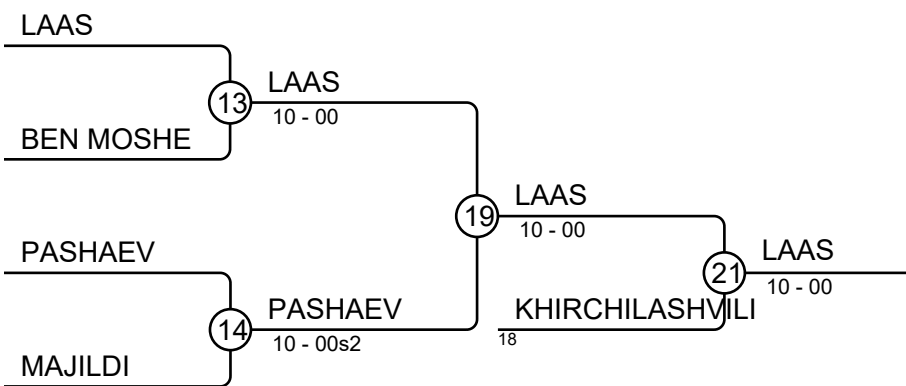 LAAS
13
LAAS
10 - 00
BEN MOSHE
19
LAAS
10 - 00
PASHAEV
21
LAAS
10 - 00
14
PASHAEV
10 - 00s2
KHIRCHILASHVILI
18
MAJILDI